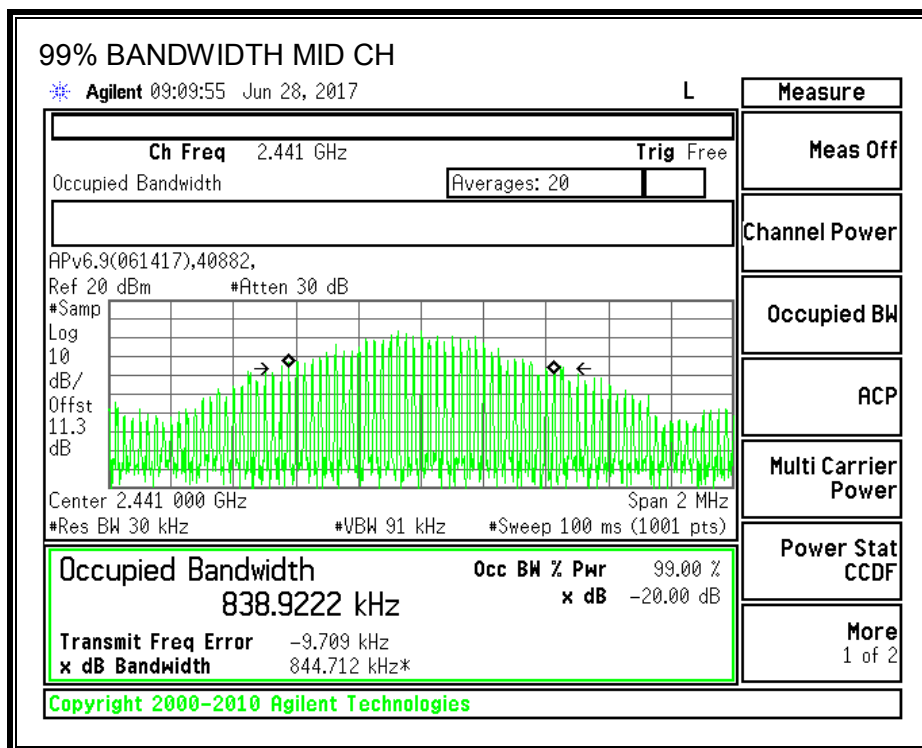 99% BANDWIDTH MID CH
Agilent 09:09:55 Jun 28, 2017 L
Measure
Ch Freq 2.441 GHz Trig Free
Meas Off
Occupied Bandwidth Averages: 20
Channel Power
APv6.9(061417),40882,
Ref 20 dBm #Atten 30 dB
#Samp
Log
10
dB/
Offst
11.3
dB
Occupied BW
ACP
Multi Carrier
Power
Center 2.441 000 GHz Span 2 MHz
#Res BW 30 kHz #VBW 91 kHz #Sweep 100 ms (1001 pts)
Power Stat
CCDF
Occupied Bandwidth Occ BW % Pwr 99.00 %
838.9222 kHz x dB -20.00 dB
Transmit Freq Error -9.709 kHz
x dB Bandwidth 844.712 kHz*
More
1 of 2
Copyright 2000-2010 Agilent Technologies